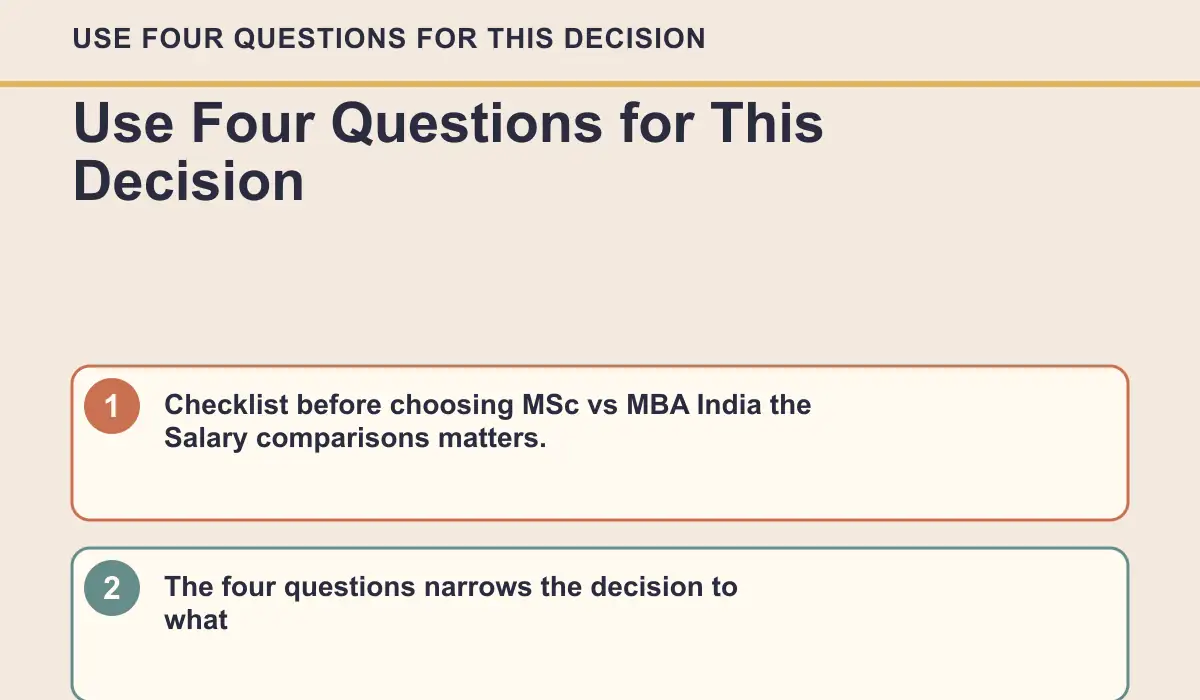 USE FOUR QUESTIONS FOR THIS DECISION
Use Four Questions for This
Decision
1
Checklist before choosing MSc vs MBA India the
Salary comparisons matters.
2
The four questions narrows the decision to
what